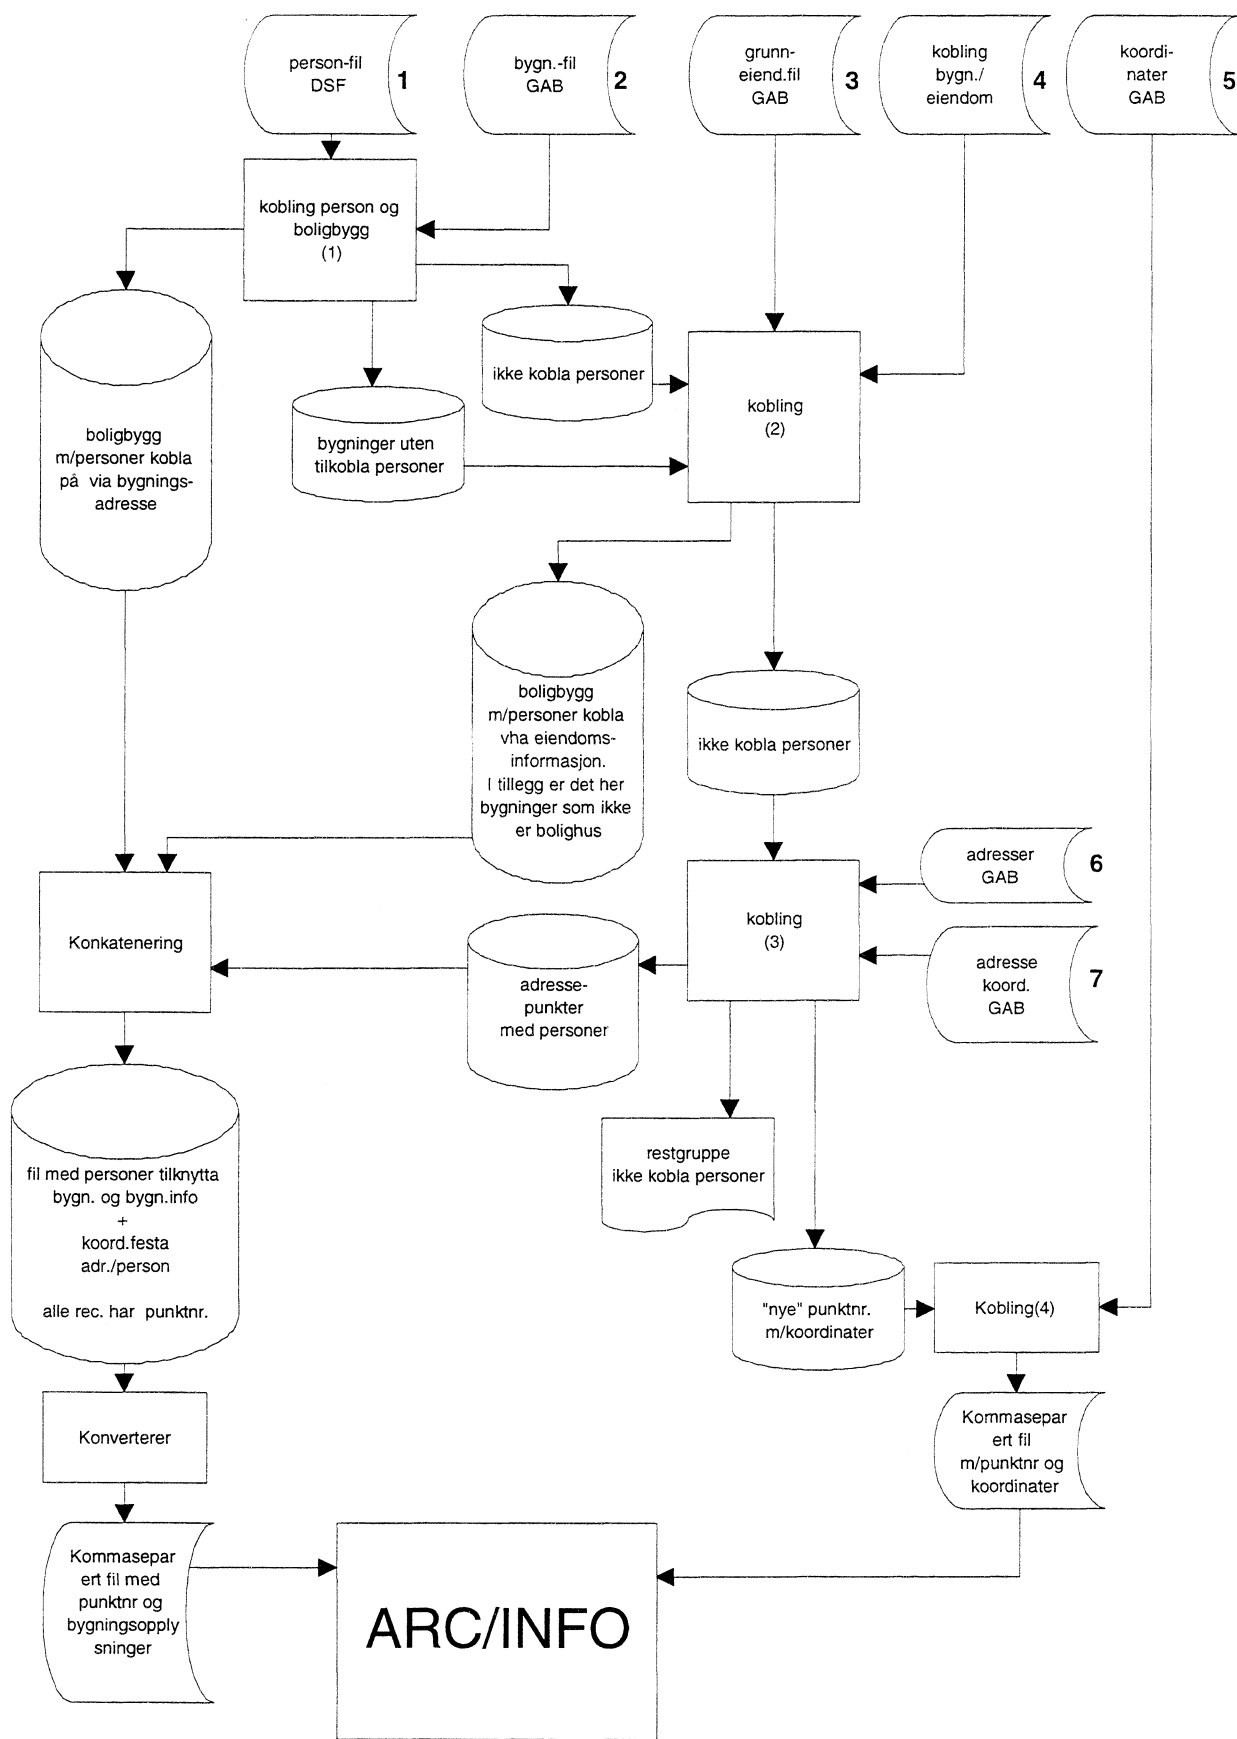 person-fil
DSF
1
bygn.-fil
GAB
2
grunn-
eiend.fil
GAB
3
kobling
bygn./
eiendom
4
koordi-
nater
GAB
5
kobling person og
boligbygg
(1)
ikke kobla personer
bygninger uten
tilkobla personer
kobling
(2)
boligbygg
m/personer kobla
på via bygnings-
adresse
boligbygg
m/personer kobla
vha eiendoms-
informasjon.
I tillegg er det her
bygninger som ikke
er bolighus
ikke kobla personer
adresser
GAB
6
kobling
(3)
adresse
koord.
GAB
7
Konkatenering
adresse-
punkter
med personer
restgruppe
ikke kobla personer
fil med personer tilknytta
bygn. og bygn.info
+
koord.festa
adr./person
alle rec. har punktnr.
"nye" punktnr.
m/koordinater
Kobling(4)
Konverterer
Kommasepar
ert fil
m/punktnr og
koordinater
Kommasepar
ert fil med
punktnr og
bygningsopply
sninger
ARC/INFO